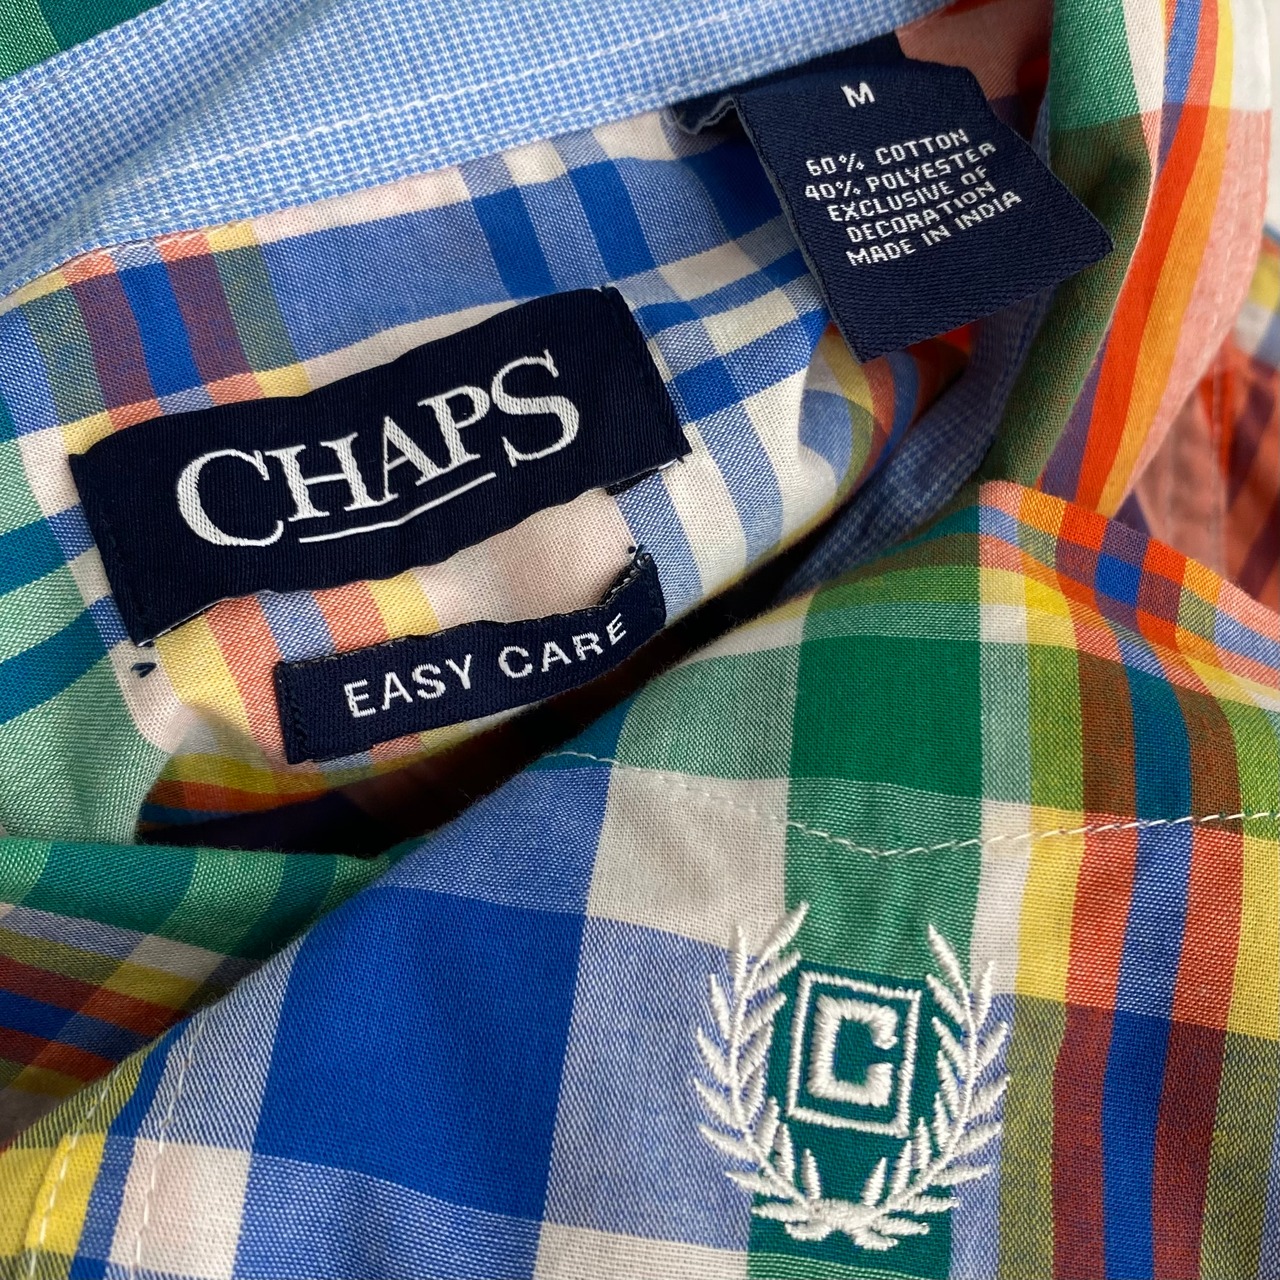 M
60% COTTON
40% POLYESTER
EXCLUSIVE OF
DECORATION
MADE IN INDIA
CHAPS
EASY CARE
C